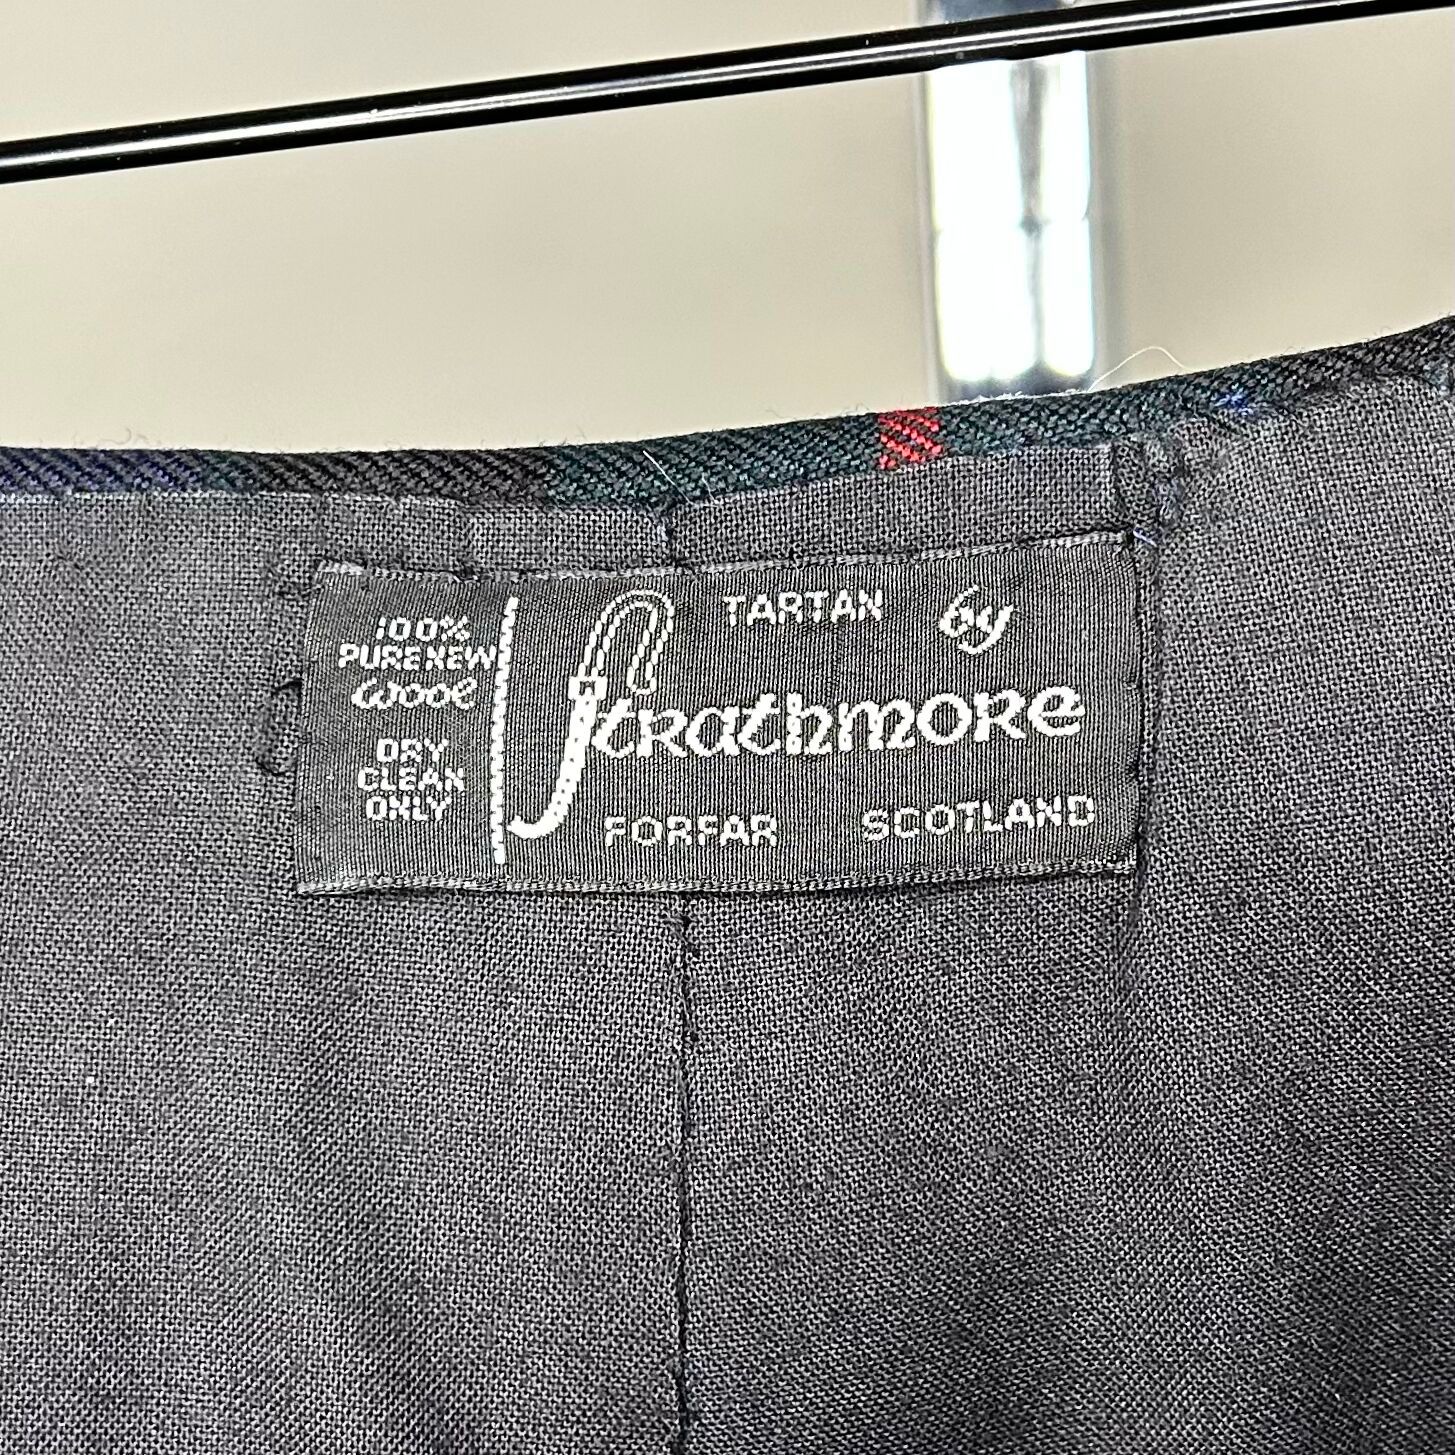 100%
PURE NEW
wool
DRY
CLEAN
ONLY
TARTAN by
Strathmore
FORFAR SCOTLAND